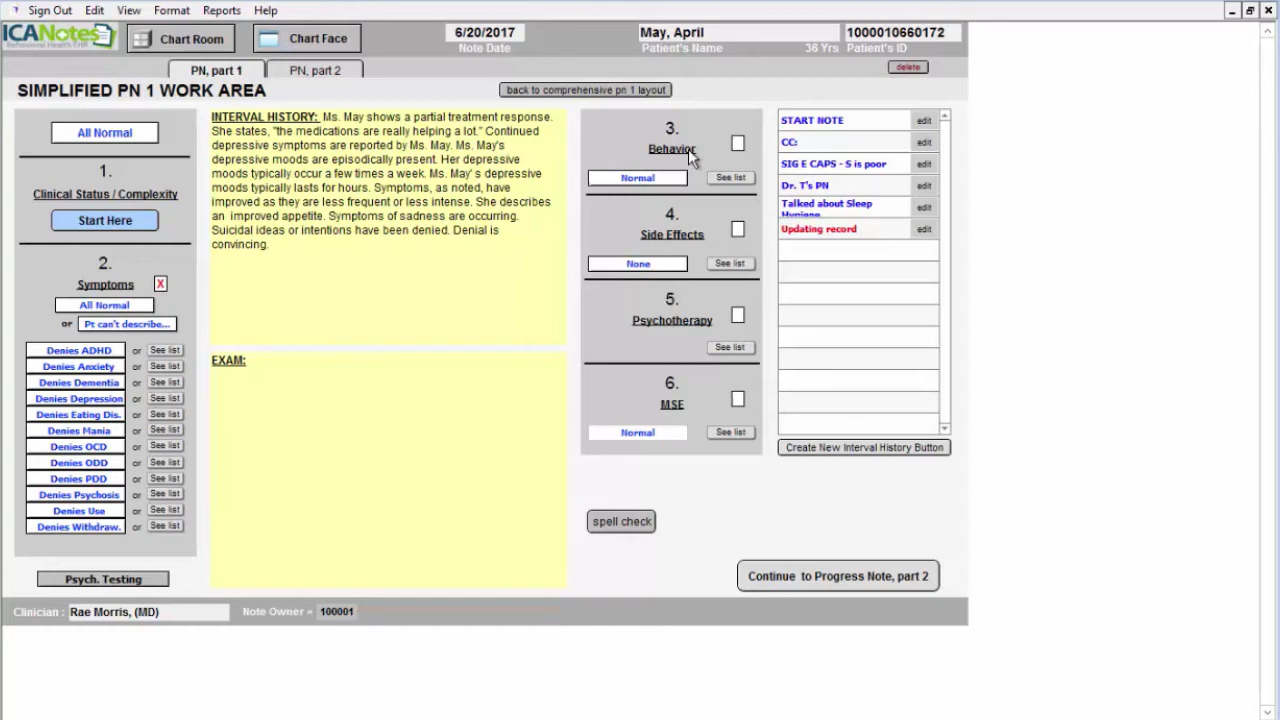 Sign Out Edit View Format Reports Help
ICANotes
Behavioral Health EHR
Chart Room
Chart Face
6/20/2017
Note Date
May, April
Patient's Name
36 Yrs
1000010660172
Patient's ID
PN, part 1
PN, part 2
delete
SIMPLIFIED PN 1 WORK AREA
back to comprehensive pn 1 layout
All Normal
1.
Clinical Status / Complexity
Start Here
2.
Symptoms X
All Normal
or Pt can't describe...
Denies ADHD or See list
Denies Anxiety or See list
Denies Dementia or See list
Denies Depression or See list
Denies Eating Dis. or See list
Denies Mania or See list
Denies OCD or See list
Denies ODD or See list
Denies PDD or See list
Denies Psychosis or See list
Denies Use or See list
Denies Withdraw. or See list
Psych. Testing
INTERVAL HISTORY: Ms. May shows a partial treatment response.
She states, "the medications are really helping a lot." Continued
depressive symptoms are reported by Ms. May. Ms. May's
depressive moods are episodically present. Her depressive
moods typically occur a few times a week. Ms. May' s depressive
moods typically lasts for hours. Symptoms, as noted, have
improved as they are less frequent or less intense. She describes
an improved appetite. Symptoms of sadness are occurring.
Suicidal ideas or intentions have been denied. Denial is
convincing.
EXAM:
3.
Behavior
Normal See list
4.
Side Effects
None See list
5.
Psychotherapy
See list
6.
MSE
Normal See list
spell check
START NOTE edit
CC: edit
SIG E CAPS - S is poor edit
Dr. T's PN edit
Talked about Sleep edit
Hygiene
Updating record edit
Create New Interval History Button
Continue to Progress Note, part 2
Clinician : Rae Morris, (MD) Note Owner = 100001